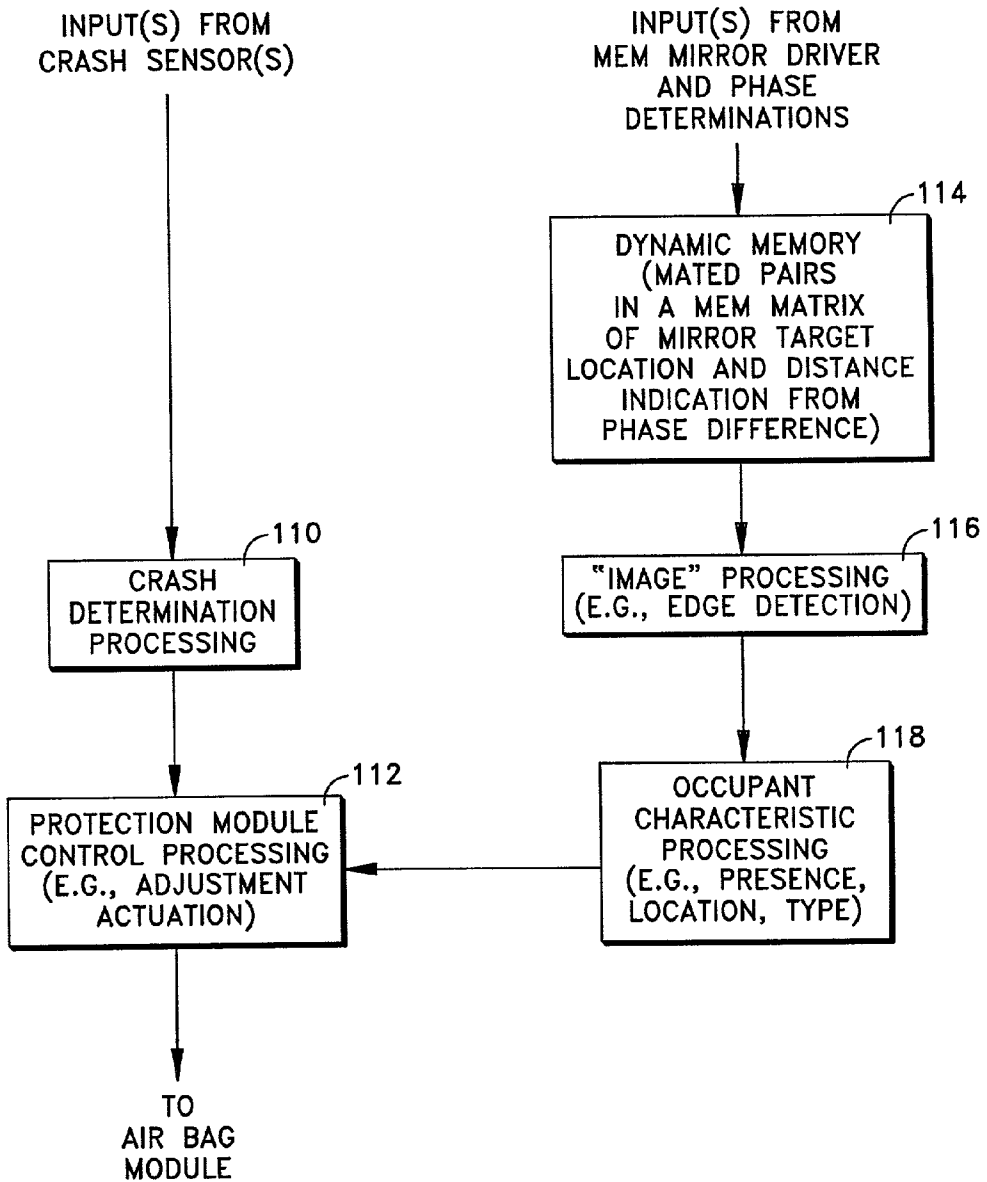 INPUT(S) FROM
CRASH SENSOR(S)
INPUT(S) FROM
MEM MIRROR DRIVER
AND PHASE
DETERMINATIONS
114
DYNAMIC MEMORY
(MATED PAIRS
IN A MEM MATRIX
OF MIRROR TARGET
LOCATION AND DISTANCE
INDICATION FROM
PHASE DIFFERENCE)
110
CRASH
DETERMINATION
PROCESSING
116
"IMAGE" PROCESSING
(E.G., EDGE DETECTION)
112
PROTECTION MODULE
CONTROL PROCESSING
(E.G., ADJUSTMENT
ACTUATION)
118
OCCUPANT
CHARACTERISTIC
PROCESSING
(E.G., PRESENCE,
LOCATION, TYPE)
TO
AIR BAG
MODULE